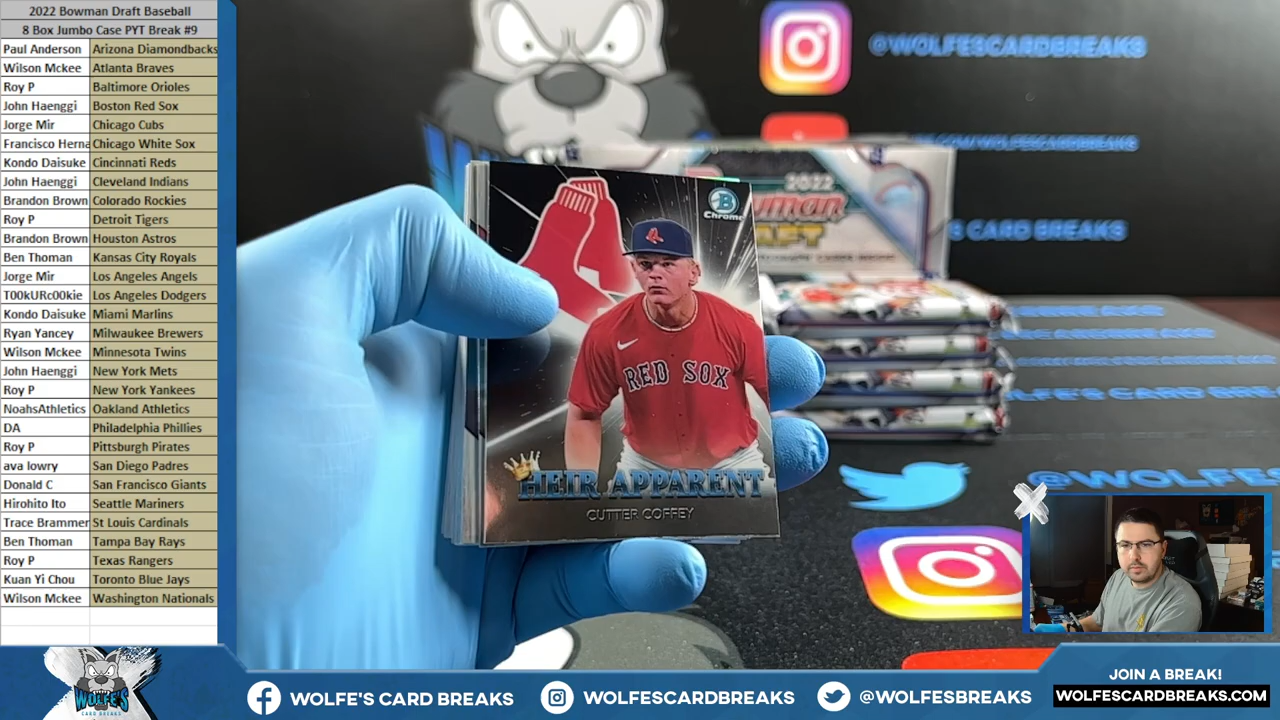 2022 Bowman Draft Baseball
8 Box Jumbo Case PYT Break #9
Paul Anderson Arizona Diamondbacks
Wilson Mckee Atlanta Braves
Roy P Baltimore Orioles
John Haenggi Boston Red Sox
Jorge Mir Chicago Cubs
Francisco Herna Chicago White Sox
Kondo Daisuke Cincinnati Reds
John Haenggi Cleveland Indians
Brandon Brown Colorado Rockies
Roy P Detroit Tigers
Brandon Brown Houston Astros
Ben Thoman Kansas City Royals
Jorge Mir Los Angeles Angels
T00kURc00kie Los Angeles Dodgers
Kondo Daisuke Miami Marlins
Ryan Yancey Milwaukee Brewers
Wilson Mckee Minnesota Twins
John Haenggi New York Mets
Roy P New York Yankees
NoahsAthletics Oakland Athletics
DA Philadelphia Phillies
Roy P Pittsburgh Pirates
ava lowry San Diego Padres
Donald C San Francisco Giants
Hirohito Ito Seattle Mariners
Trace Brammer St Louis Cardinals
Ben Thoman Tampa Bay Rays
Roy P Texas Rangers
Kuan Yi Chou Toronto Blue Jays
Wilson Mckee Washington Nationals
@WOLFESCARDBREAKS
.COM/WOLFESCARDBREAKS
S CARD BREAKS
2022
B
Chrome
RED SOX
HEIR APPARENT
CUTTER COFFEY
WOLFE'S
CARD BREAKS
WOLFE'S CARD BREAKS
WOLFESCARDBREAKS
@WOLFESBREAKS
JOIN A BREAK!
WOLFESCARDBREAKS.COM